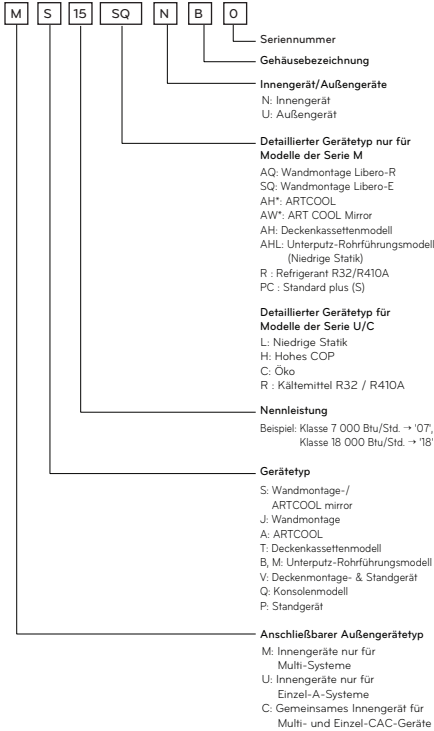 M S 15 SQ N B 0
Seriennummer
Gehäusebezeichnung
Innengerät/Außengeräte
N: Innengerät
U: Außengerät
Detaillierter Gerätetyp nur für
Modelle der Serie M
AQ: Wandmontage Libero-R
SQ: Wandmontage Libero-E
AH*: ARTCOOL
AW*: ART COOL Mirror
AH: Deckenkassettenmodell
AHL: Unterputz-Rohrführungsmodell
(Niedrige Statik)
R : Refrigerant R32/R410A
PC : Standard plus (S)
Detaillierter Gerätetyp für
Modelle der Serie U/C
L: Niedrige Statik
H: Hohes COP
C: Öko
R : Kältemittel R32 / R410A
Nennleistung
Beispiel: Klasse 7 000 Btu/Std. → '07',
Klasse 18 000 Btu/Std. → '18'
Gerätetyp
S: Wandmontage-/
ARTCOOL mirror
J: Wandmontage
A: ARTCOOL
T: Deckenkassettenmodell
B, M: Unterputz-Rohrführungsmodell
V: Deckenmontage- & Standgerät
Q: Konsolenmodell
P: Standgerät
Anschließbarer Außengerätetyp
M: Innengeräte nur für
Multi-Systeme
U: Innengeräte nur für
Einzel-A-Systeme
C: Gemeinsames Innengerät für
Multi- und Einzel-CAC-Geräte